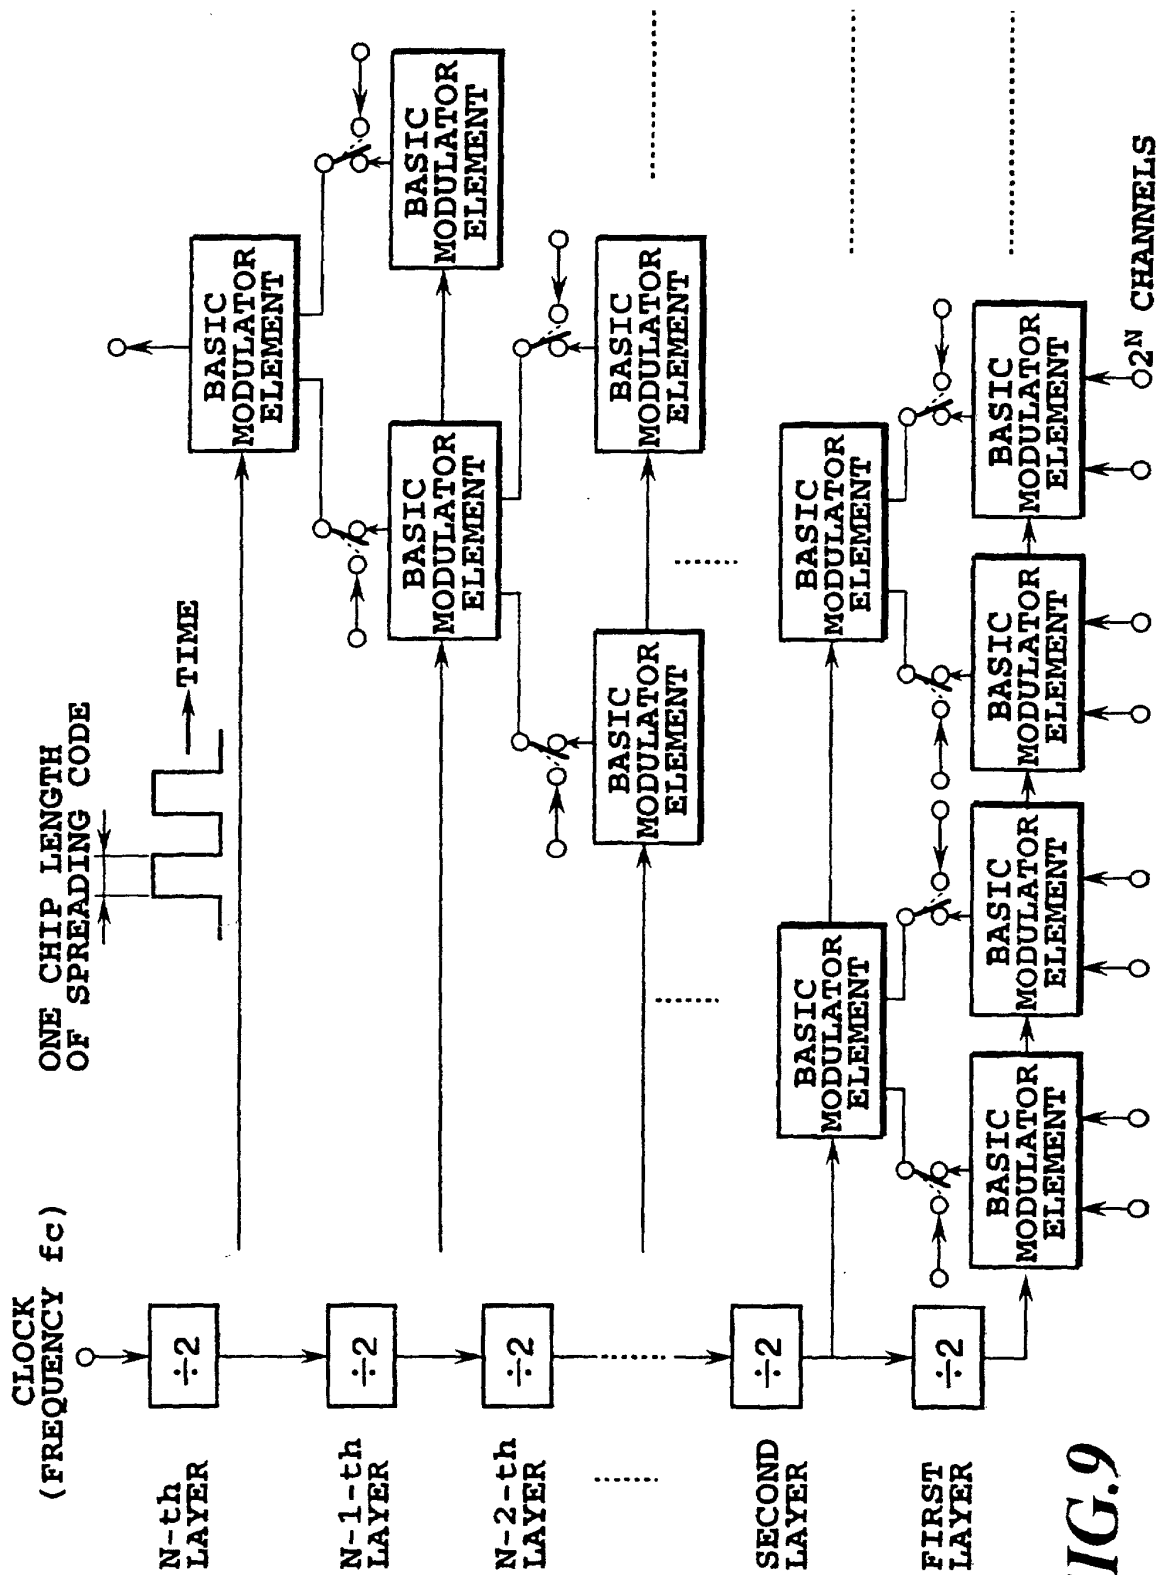 CLOCK
(FREQUENCY fc)
ONE CHIP LENGTH
OF SPREADING CODE
TIME
N-th
LAYER
÷2
BASIC
MODULATOR
ELEMENT
N-1-th
LAYER
÷2
BASIC
MODULATOR
ELEMENT
BASIC
MODULATOR
ELEMENT
N-2-th
LAYER
÷2
BASIC
MODULATOR
ELEMENT
BASIC
MODULATOR
ELEMENT
SECOND
LAYER
÷2
BASIC
MODULATOR
ELEMENT
BASIC
MODULATOR
ELEMENT
FIRST
LAYER
÷2
BASIC
MODULATOR
ELEMENT
BASIC
MODULATOR
ELEMENT
BASIC
MODULATOR
ELEMENT
BASIC
MODULATOR
ELEMENT
2ᴺ CHANNELS
FIG.9